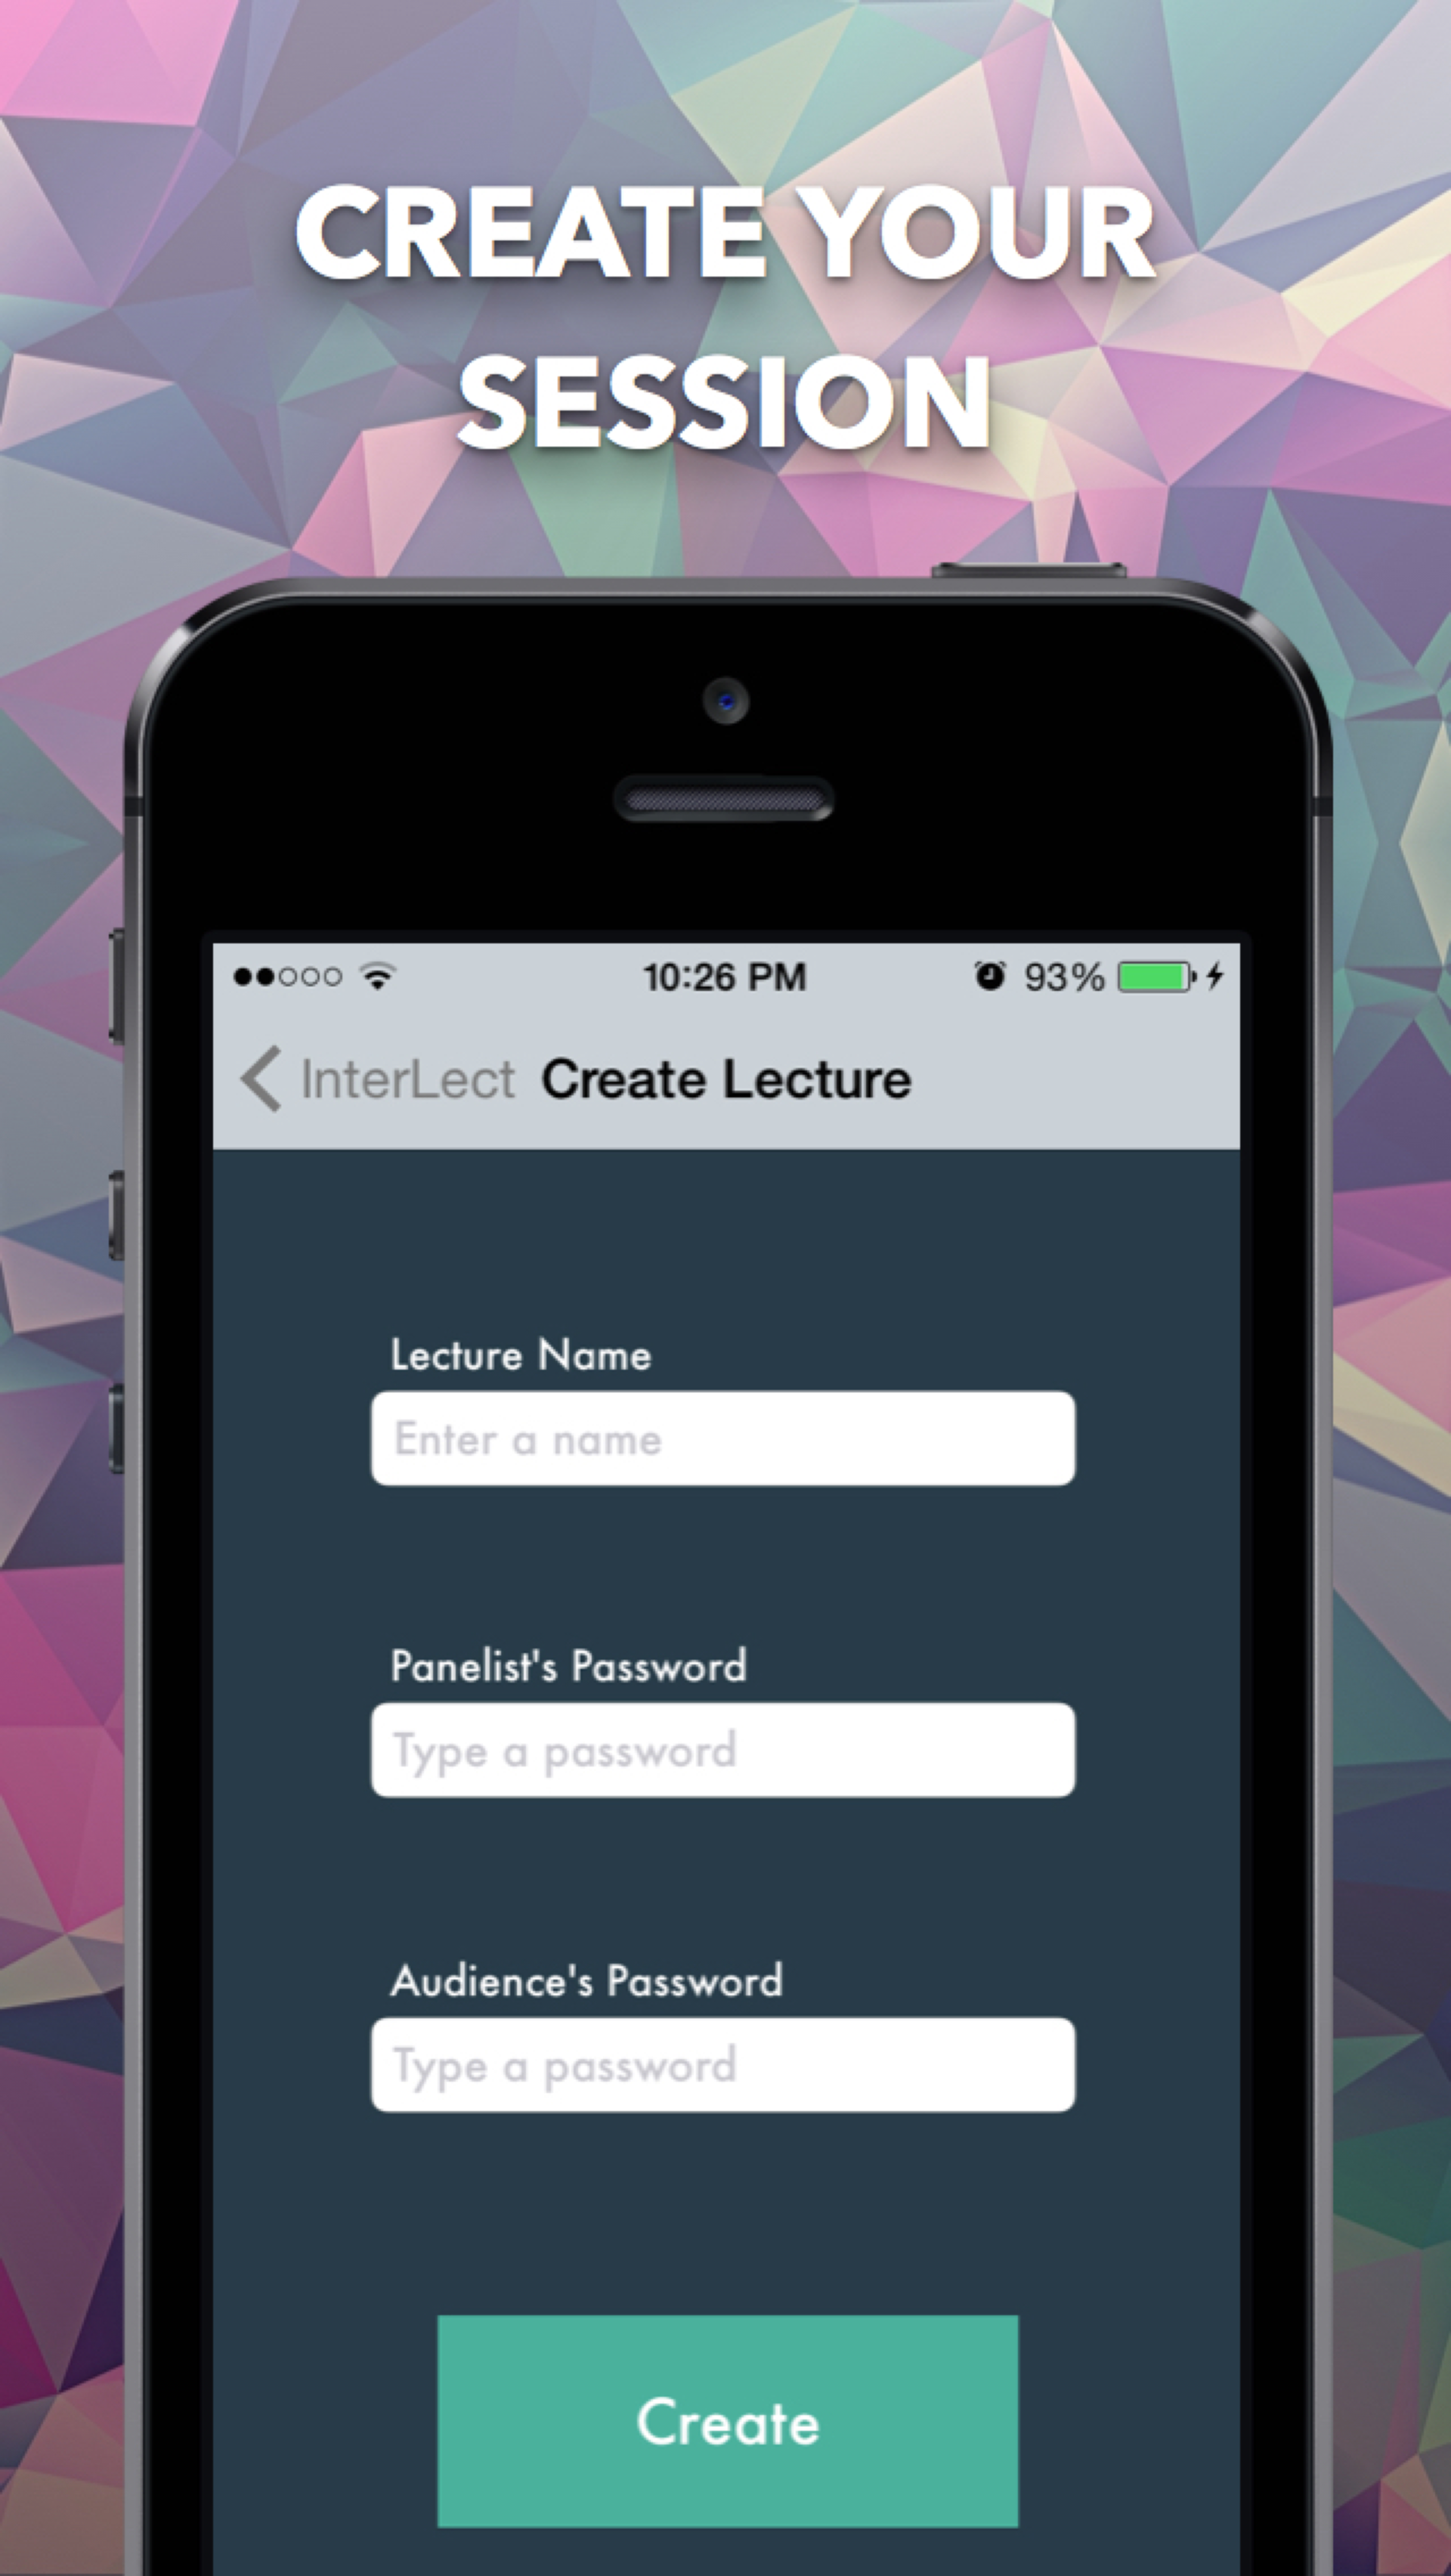 CREATE YOUR
SESSION
10:26 PM 93%
InterLect Create Lecture
Lecture Name
Enter a name
Panelist's Password
Type a password
Audience's Password
Type a password
Create